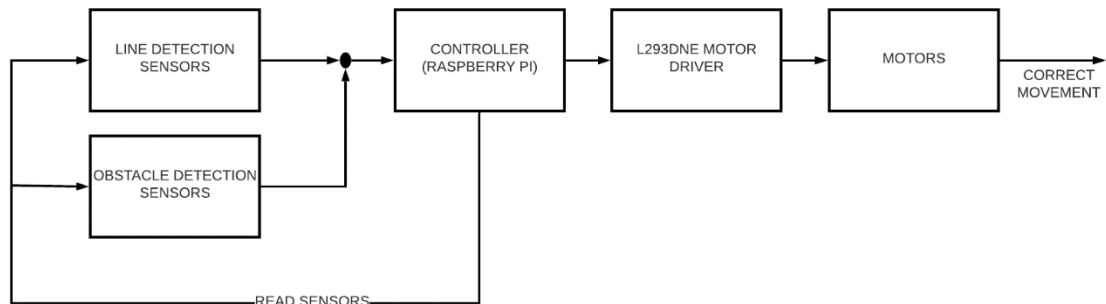 LINE DETECTION
SENSORS
CONTROLLER
(RASPBERRY PI)
L293DNE MOTOR
DRIVER
MOTORS
CORRECT
MOVEMENT
OBSTACLE DETECTION
SENSORS
READ SENSORS